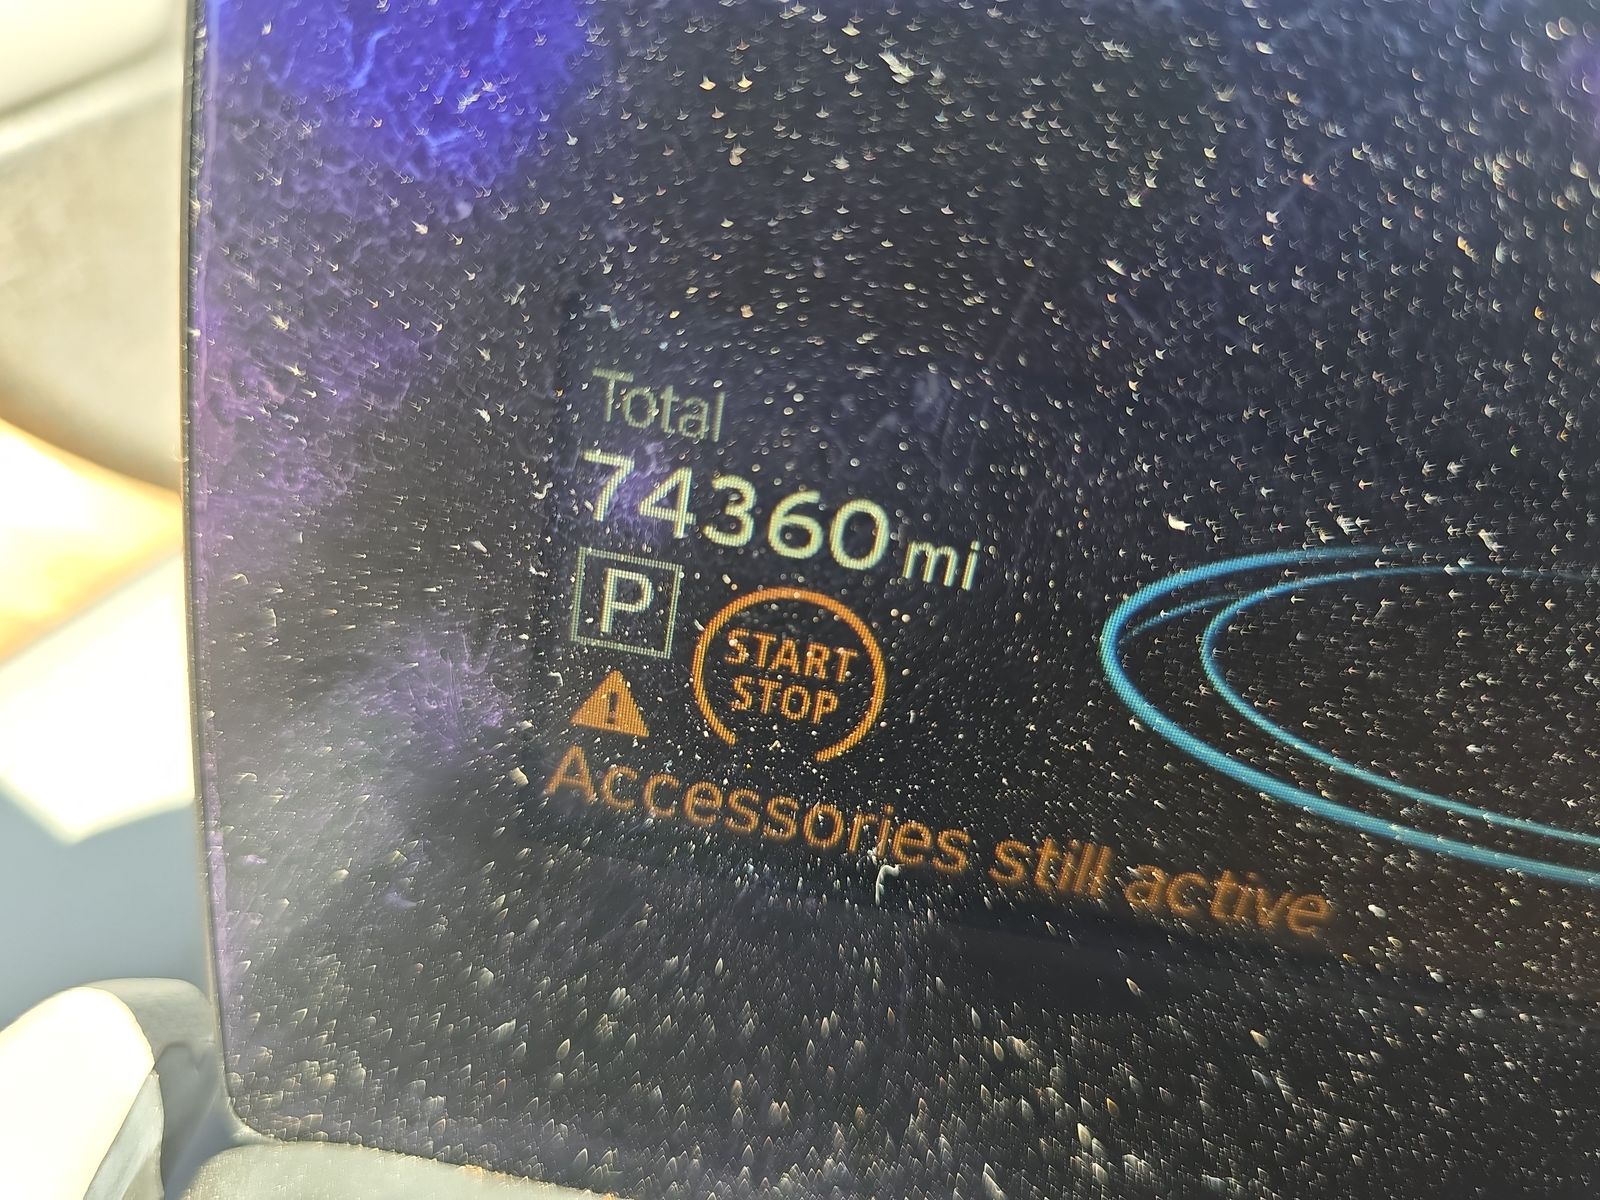 Total
74360 mi
P
START
STOP
Accessories still active